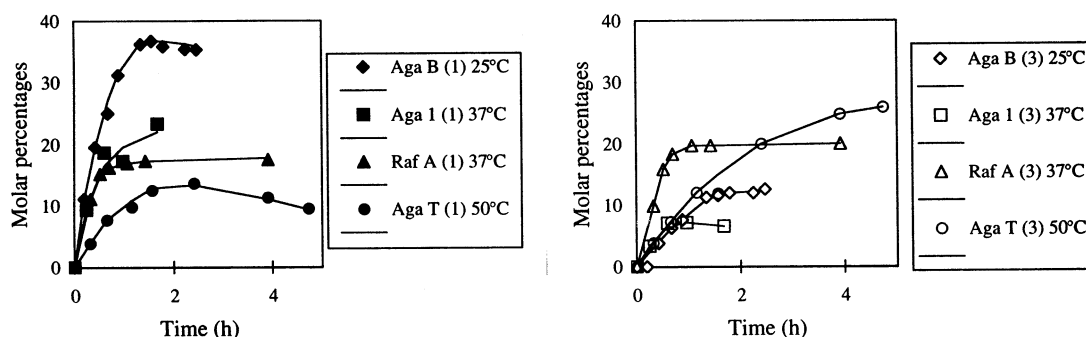 Molar percentages
40
30
20
10
0
0
2
4
Time (h)
Aga B (1) 25°C
Aga 1 (1) 37°C
Raf A (1) 37°C
Aga T (1) 50°C
Molar percentages
40
30
20
10
0
0
2
4
Time (h)
Aga B (3) 25°C
Aga 1 (3) 37°C
Raf A (3) 37°C
Aga T (3) 50°C